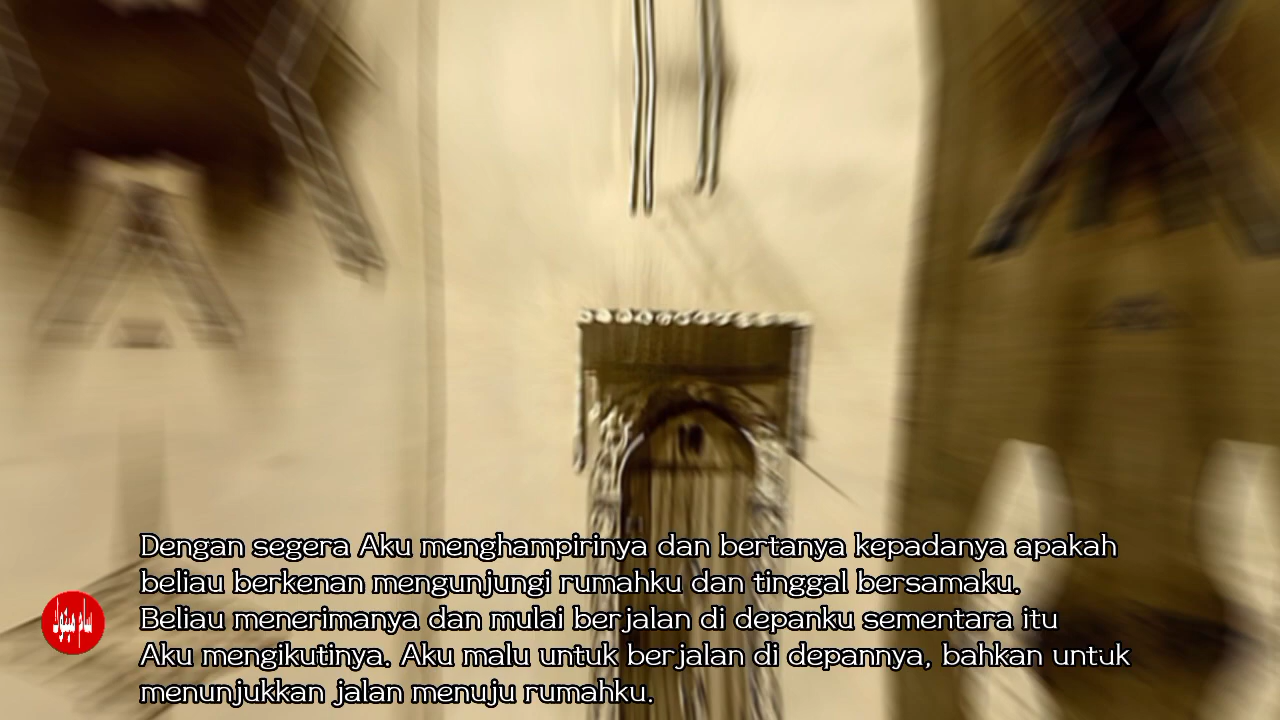 Dengan segera Aku menghampirinya dan bertanya kepadanya apakah
beliau berkenan mengunjungi rumahku dan tinggal bersamaku.
Beliau menerimanya dan mulai berjalan di depanku sementara itu
Aku mengikutinya. Aku malu untuk berjalan di depannya, bahkan untuk
menunjukkan jalan menuju rumahku.